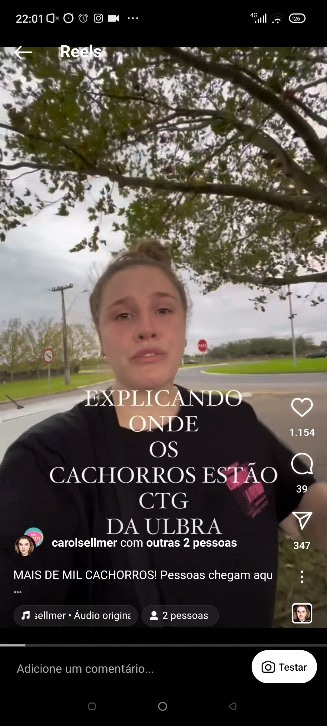 22:01
Reels
EXPLICANDO
ONDE
OS
CACHORROS ESTÃO
CTG
DA ULBRA
1.154
39
347
carolsellmer com outras 2 pessoas
MAIS DE MIL CACHORROS! Pessoas chegam aqu
...
sellmer • Áudio origina
2 pessoas
Adicione um comentário...
Testar